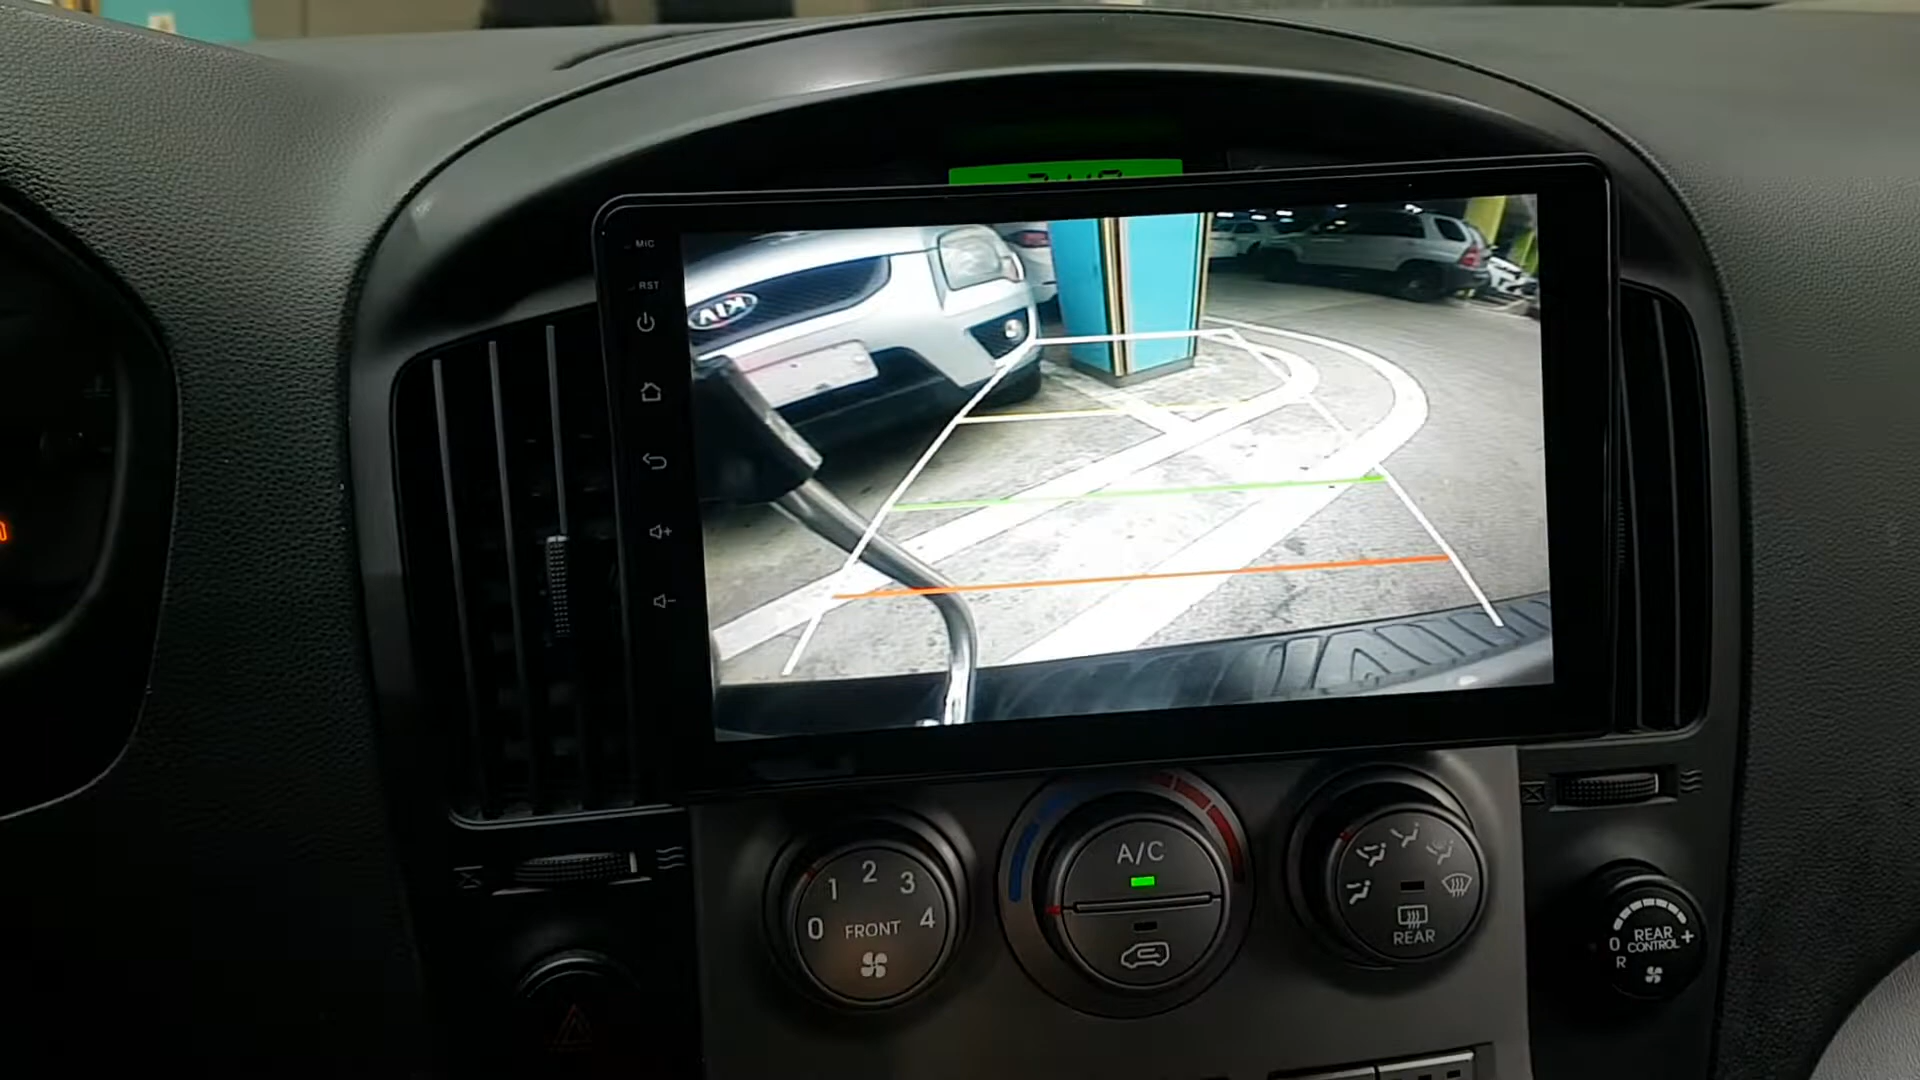 MIC
RST
KIA
A/C
0 1 2 3 4
FRONT
REAR
0 REAR +
CONTROL
R